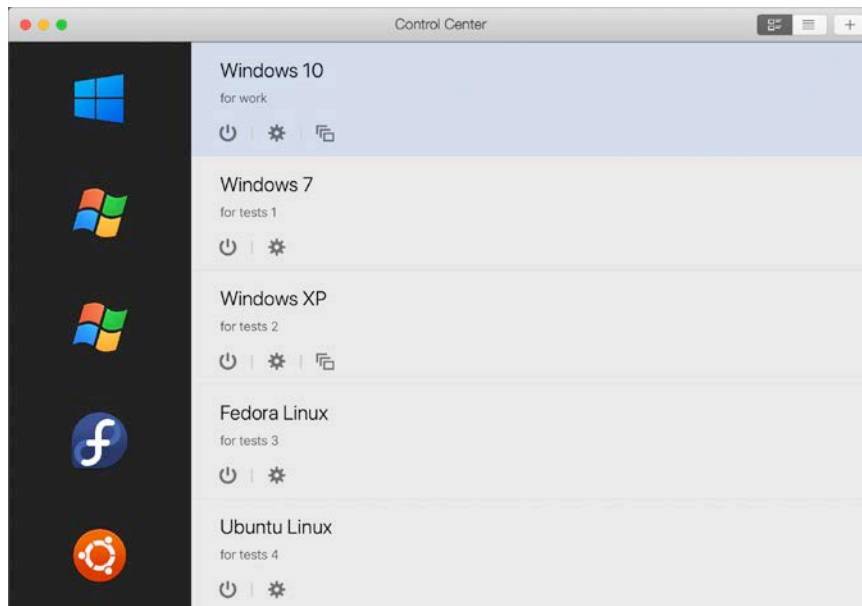 Control Center
Windows 10
for work
Windows 7
for tests 1
Windows XP
for tests 2
Fedora Linux
for tests 3
Ubuntu Linux
for tests 4